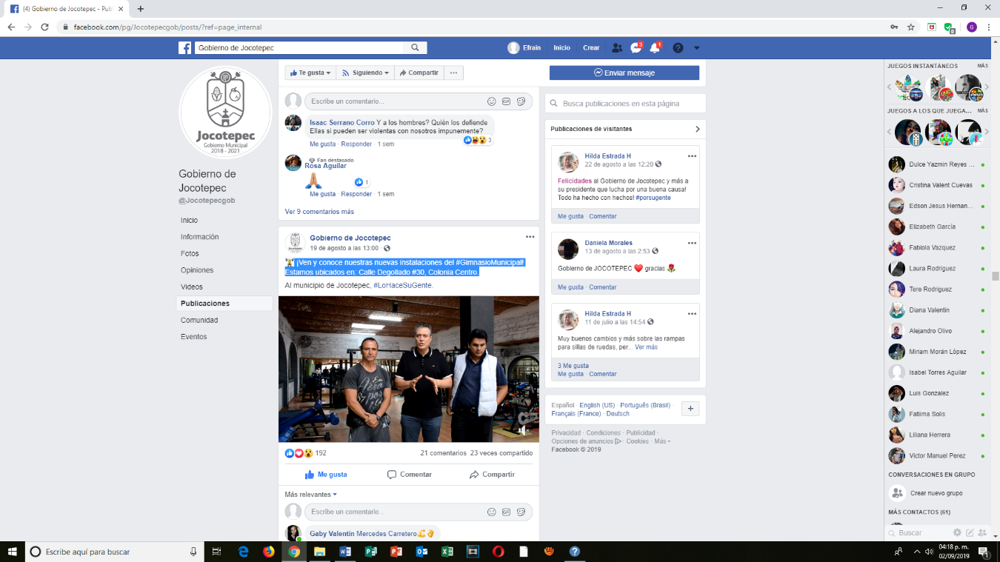 (4) Gobierno de Jocotepec - Pub
facebook.com/pg/Jocotepecgob/posts/?ref=page_internal
Gobierno de Jocotepec
Efrain
Inicio
Crear
3
1
Jocotepec
Gobierno Municipal
2018 - 2021
Gobierno de
Jocotepec
@Jocotepecgob
Inicio
Información
Fotos
Opiniones
Videos
Publicaciones
Comunidad
Eventos
Te gusta
Siguiendo
Compartir
Escribe un comentario...
Isaac Serrano Corro Y a los hombres? Quién los defiende
Ellas si pueden ser violentas con nosotros impunemente?
3
Me gusta · Responder · 1 sem
Fan destacado
Rosa Aguilar
1
Me gusta · Responder · 1 sem
Ver 9 comentarios más
Gobierno de Jocotepec
19 de agosto a las 13:00 ·
¡Ven y conoce nuestras nuevas instalaciones del #GimnasioMunicipal!
Estamos ubicados en: Calle Degollado #30, Colonia Centro.
Al municipio de Jocotepec, #LoHaceSuGente.
192
21 comentarios 23 veces compartido
Me gusta
Comentar
Compartir
Más relevantes
Escribe un comentario...
Gaby Valentin Mercedes Carretero
Enviar mensaje
Busca publicaciones en esta página
Publicaciones de visitantes
Hilda Estrada H
22 de agosto a las 12:20
Felicidades al Gobierno de Jocotepec y más a
su presidente que lucha por una buena causa!
Todo ha hecho con hechos! #porsugente
Me gusta · Comentar
Daniela Morales
13 de agosto a las 2:53
Gobierno de JOCOTEPEC gracias
Me gusta · Comentar
Hilda Estrada H
11 de julio a las 14:54
Muy buenos cambios y más sobre las rampas
para sillas de ruedas, per... Ver más
3 Me gusta
Me gusta · Comentar
Español · English (US) · Português (Brasil)
Français (France) · Deutsch
Privacidad · Condiciones · Publicidad ·
Opciones de anuncios · Cookies · Más
Facebook © 2019
JUEGOS INSTANTÁNEOS MÁS
UNO
JUEGOS A LOS QUE JUEGA... MÁS
Dulce Yazmin Reyes ...
Cristina Valent Cuevas
Edson Jesus Hernan...
Elizabeth García
Fabiola Vazquez
Laura Rodriguez
Tere Rodriguez
Diana Valentin
Alejandro Olivo
Miriam Morán López
Isabel Torres Aguilar
Luis Gonzalez
Fatiima Solis
Liliana Herrera
Victor Manuel Perez
CONVERSACIONES EN GRUPO
Crear nuevo grupo
MÁS CONTACTOS (61)
Buscar
Escribe aquí para buscar
04:18 p. m.
02/09/2019
1